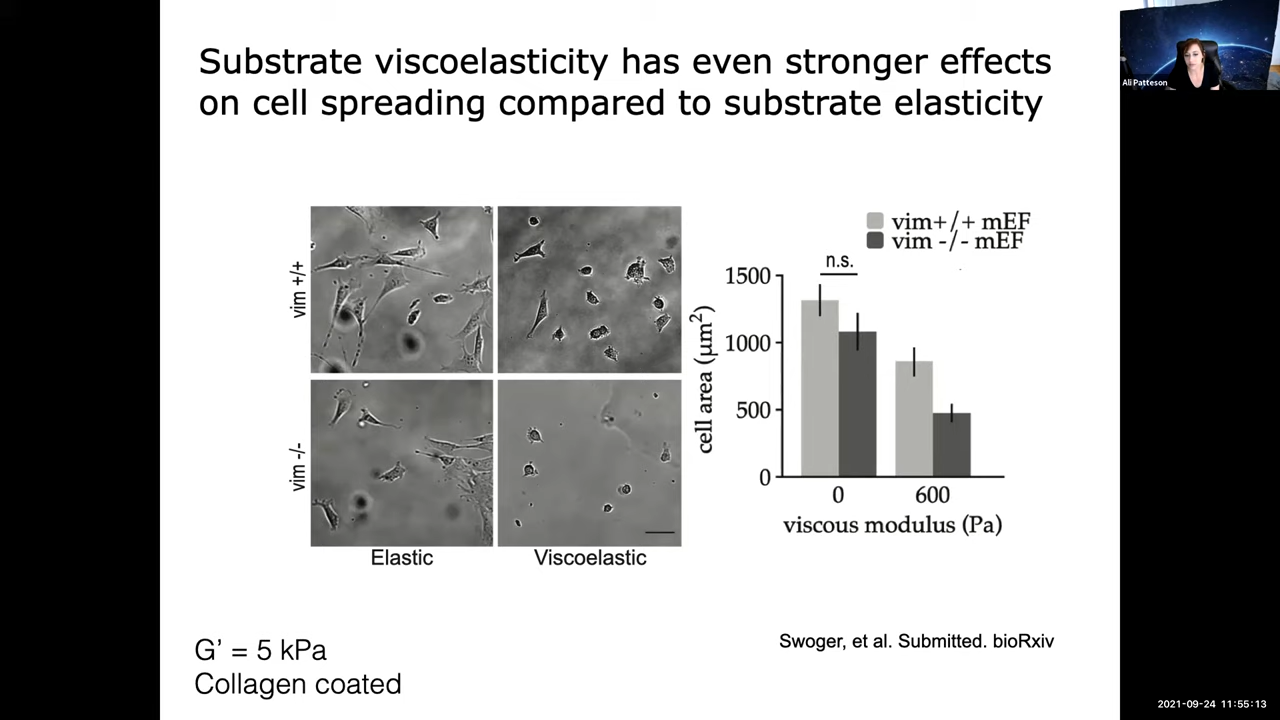 Substrate viscoelasticity has even stronger effects
on cell spreading compared to substrate elasticity
Ali Patteson
vim +/+
vim -/-
Elastic
Viscoelastic
vim+/+ mEF
vim -/- mEF
n.s.
1500
1000
500
0
cell area (μm²)
0
600
viscous modulus (Pa)
G’ = 5 kPa
Collagen coated
Swoger, et al. Submitted. bioRxiv
2021-09-24 11:55:13